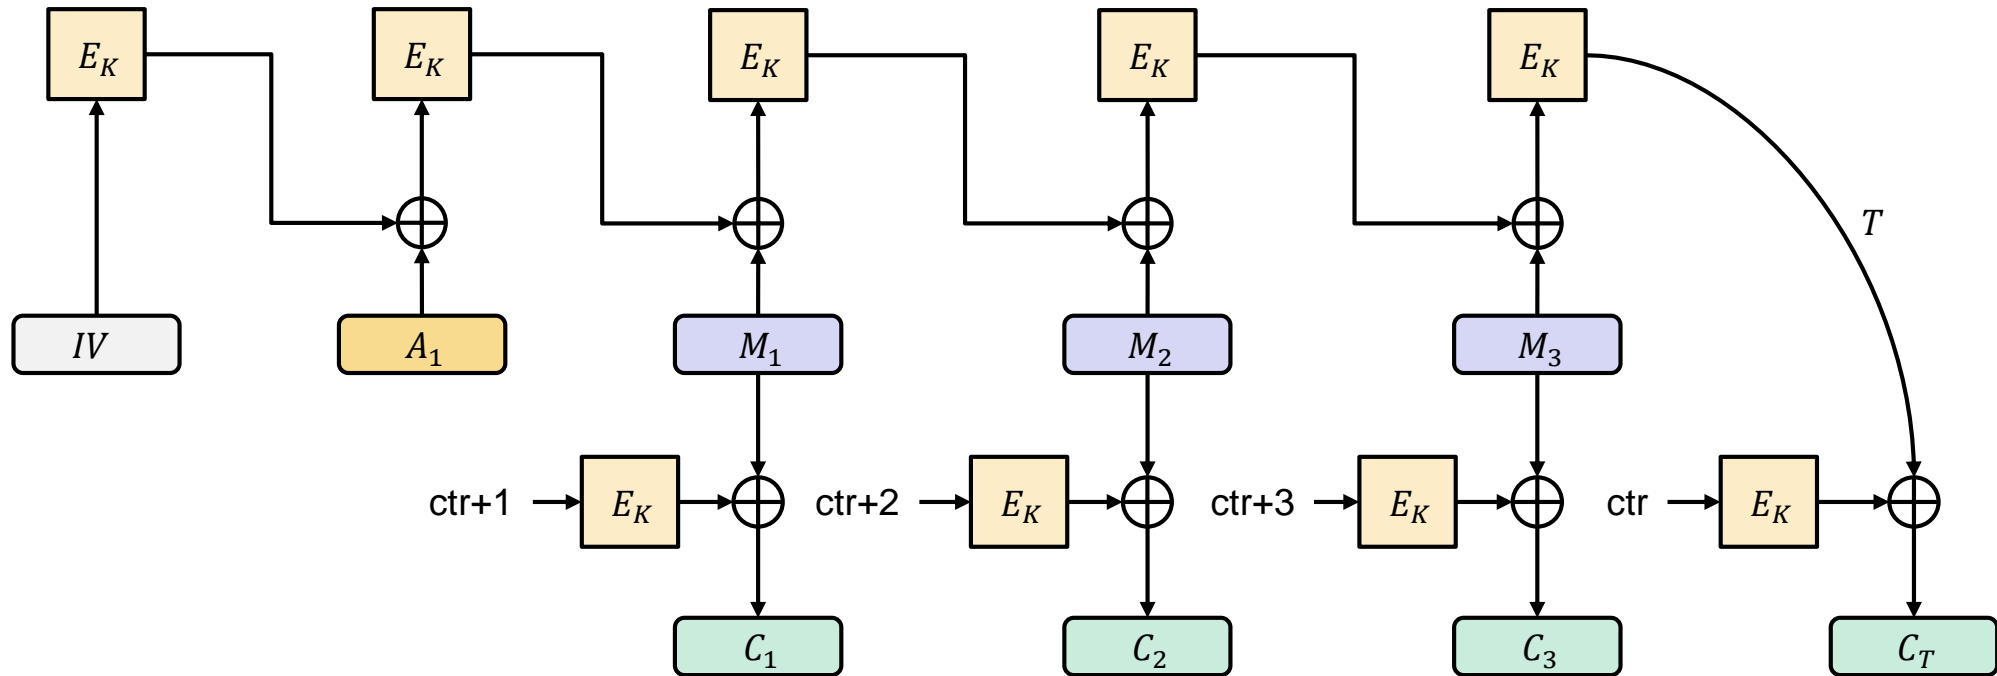 E_K E_K E_K E_K E_K
T
IV A_1 M_1 M_2 M_3
ctr+1 E_K ctr+2 E_K ctr+3 E_K ctr E_K
C_1 C_2 C_3 C_T